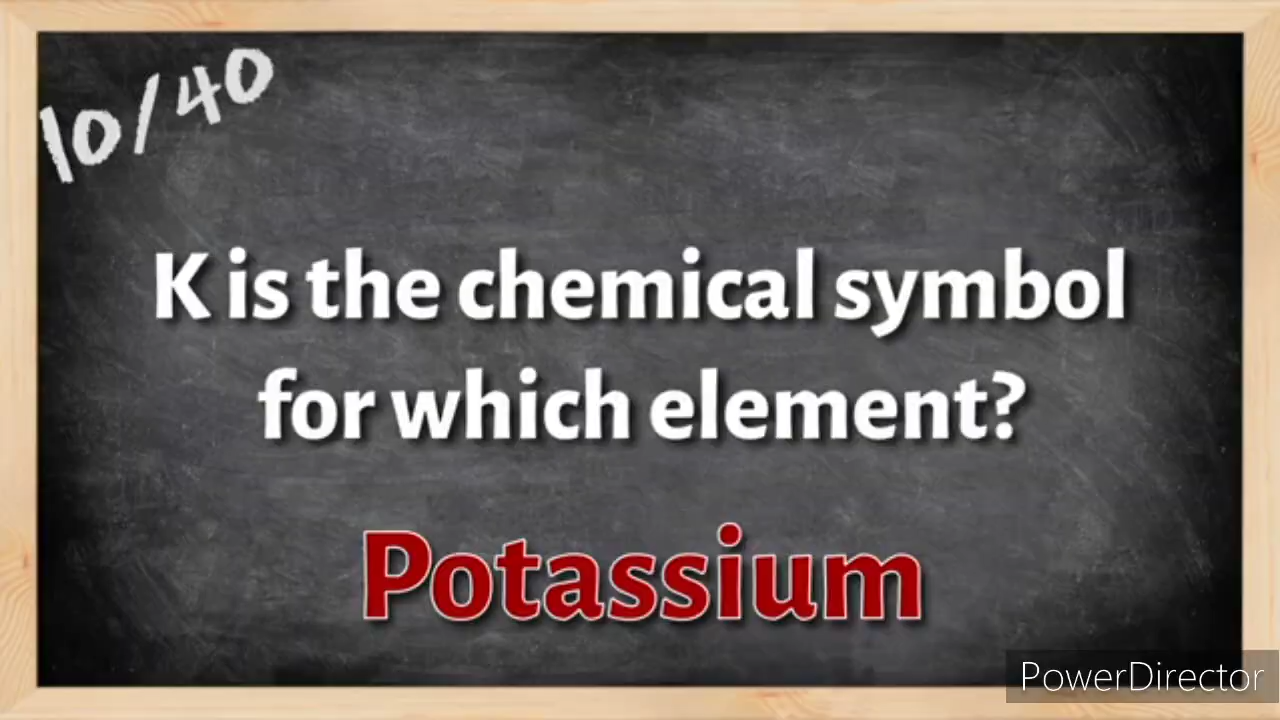 10/40
K is the chemical symbol
for which element?
Potassium
PowerDirector